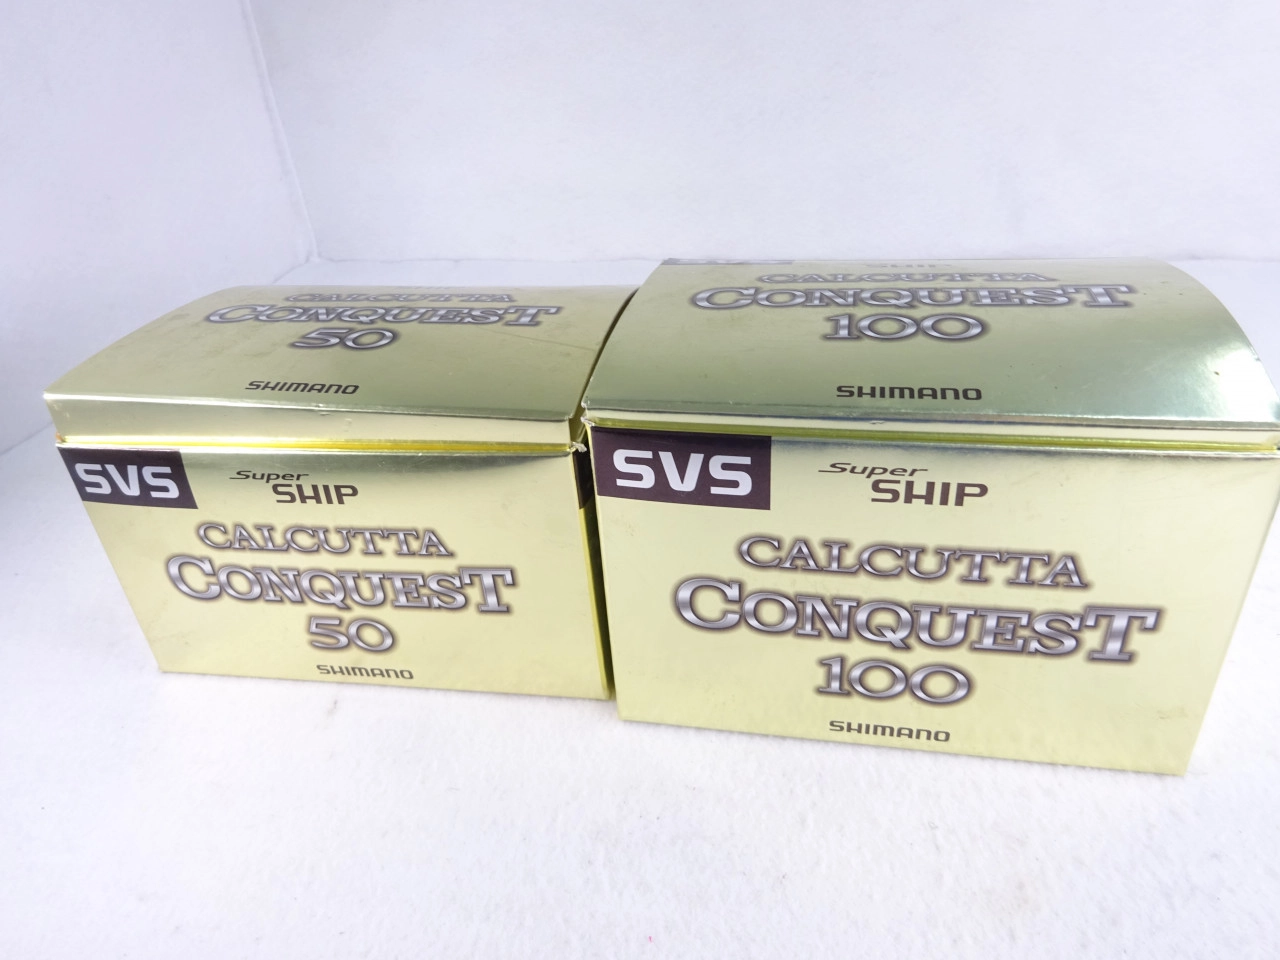 CALCUTTA
CONQUEST
50
SHIMANO
SVS
Super
SHIP
CALCUTTA
CONQUEST
50
SHIMANO
CALCUTTA
CONQUEST
100
SHIMANO
SVS
Super
SHIP
CALCUTTA
CONQUEST
100
SHIMANO